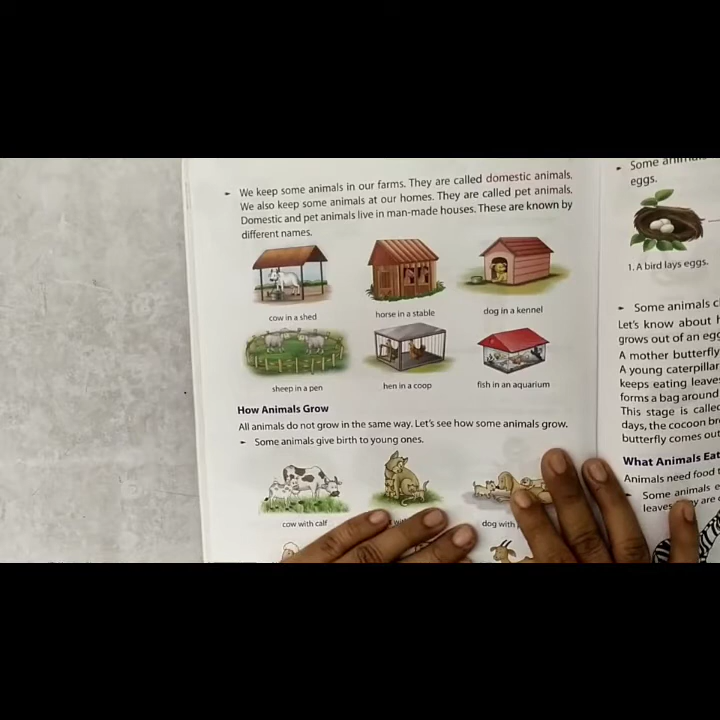 We keep some animals in our farms. They are called domestic animals.
We also keep some animals at our homes. They are called pet animals.
Domestic and pet animals live in man-made houses. These are known by
different names.
cow in a shed
horse in a stable
dog in a kennel
sheep in a pen
hen in a coop
fish in an aquarium
How Animals Grow
All animals do not grow in the same way. Let's see how some animals grow.
Some animals give birth to young ones.
cow with calf
dog with
Some
eggs.
1. A bird lays eggs.
Some animals
Let's know about
grows out of an
A mother butterfly
A young caterpillar
keeps eating
forms a bag around
This stage is
days, the cocoon
butterfly comes out
What Animals Eat
Animals need food
Some animals
leaves
are